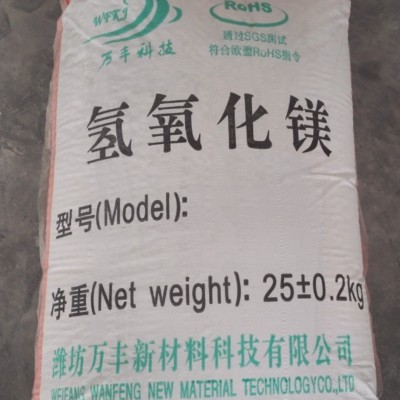 WFKJ
RoHS
万丰科技
通过SGS测试
符合欧盟RoHS指令
氢氧化镁
型号(Model):
净重(Net weight): 25±0.2kg
潍坊万丰新材料科技有限公司
WEIFANG WANFENG NEW MATERIAL TECHNOLOGYCO.,LTD